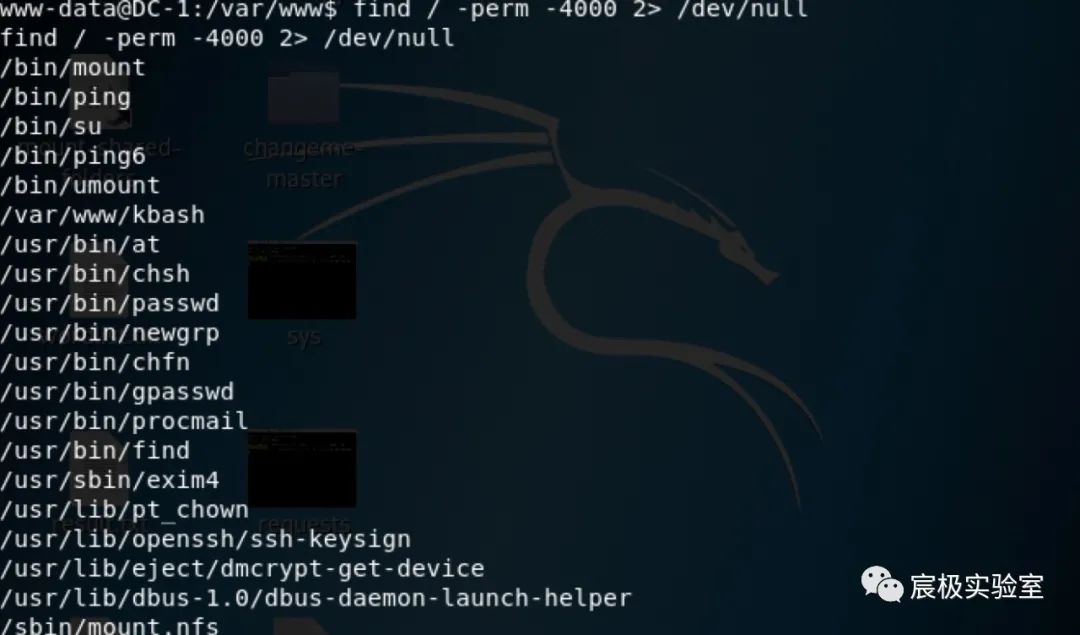 www-data@DC-1:/var/www$ find / -perm -4000 2> /dev/null
find / -perm -4000 2> /dev/null
/bin/mount
/bin/ping
/bin/su
/bin/ping6
/bin/umount
/var/www/kbash
/usr/bin/at
/usr/bin/chsh
/usr/bin/passwd
/usr/bin/newgrp
/usr/bin/chfn
/usr/bin/gpasswd
/usr/bin/procmail
/usr/bin/find
/usr/sbin/exim4
/usr/lib/pt_chown
/usr/lib/openssh/ssh-keysign
/usr/lib/eject/dmcrypt-get-device
/usr/lib/dbus-1.0/dbus-daemon-launch-helper
/sbin/mount.nfs
mount-shared-
folders
changeme-
master
sys
requests
宸极实验室